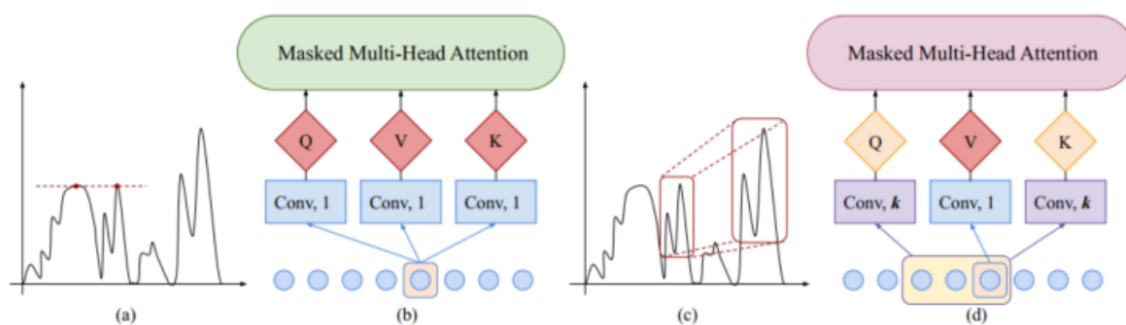 Masked Multi-Head Attention
Q V K
Conv, 1 Conv, 1 Conv, 1
Masked Multi-Head Attention
Q V K
Conv, k Conv, 1 Conv, k
(a) (b) (c) (d)